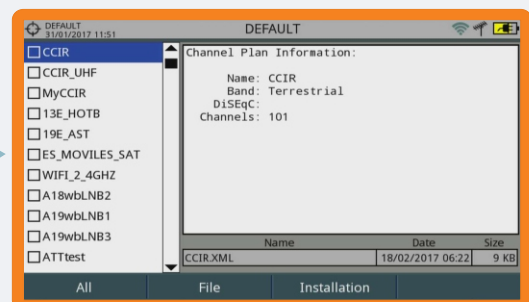 DEFAULT
31/01/2017 11:51
DEFAULT
CCIR
CCIR_UHF
MyCCIR
13E_HOTB
19E_AST
ES_MOVILES_SAT
WIFI_2_4GHZ
A18wbLNB2
A19wbLNB1
A19wbLNB3
ATTtest
Channel Plan Information:
Name: CCIR
Band: Terrestrial
DiSEqC:
Channels: 101
Name Date Size
CCIR.XML 18/02/2017 06:22 9 KB
All File Installation